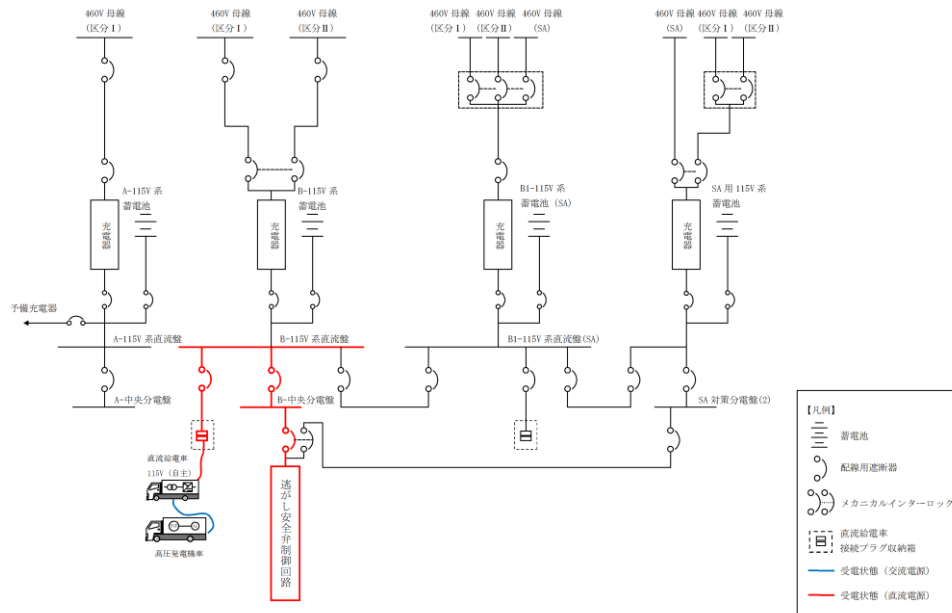 460V 母線
(区分Ⅰ)
460V 母線
(区分Ⅰ)
460V 母線
(区分Ⅱ)
460V 母線
(区分Ⅰ)
460V 母線
(区分Ⅱ)
460V 母線
(SA)
460V 母線
(SA)
460V 母線
(区分Ⅰ)
460V 母線
(区分Ⅱ)
A-115V 系
蓄電池
B-115V 系
蓄電池
B1-115V 系
蓄電池 (SA)
SA 用 115V 系
蓄電池
充電器
充電器
充電器
充電器
予備充電器
A-115V 系直流盤
B-115V 系直流盤
B1-115V 系直流盤(SA)
A-中央分電盤
B-中央分電盤
SA 対策分電盤(2)
直流給電車
115V (自主)
高圧発電機車
逃がし安全弁制御回路
【凡例】
蓄電池
配線用遮断器
メカニカルインターロック
直流給電車
接続プラグ収納箱
受電状態 (交流電源)
受電状態 (直流電源)